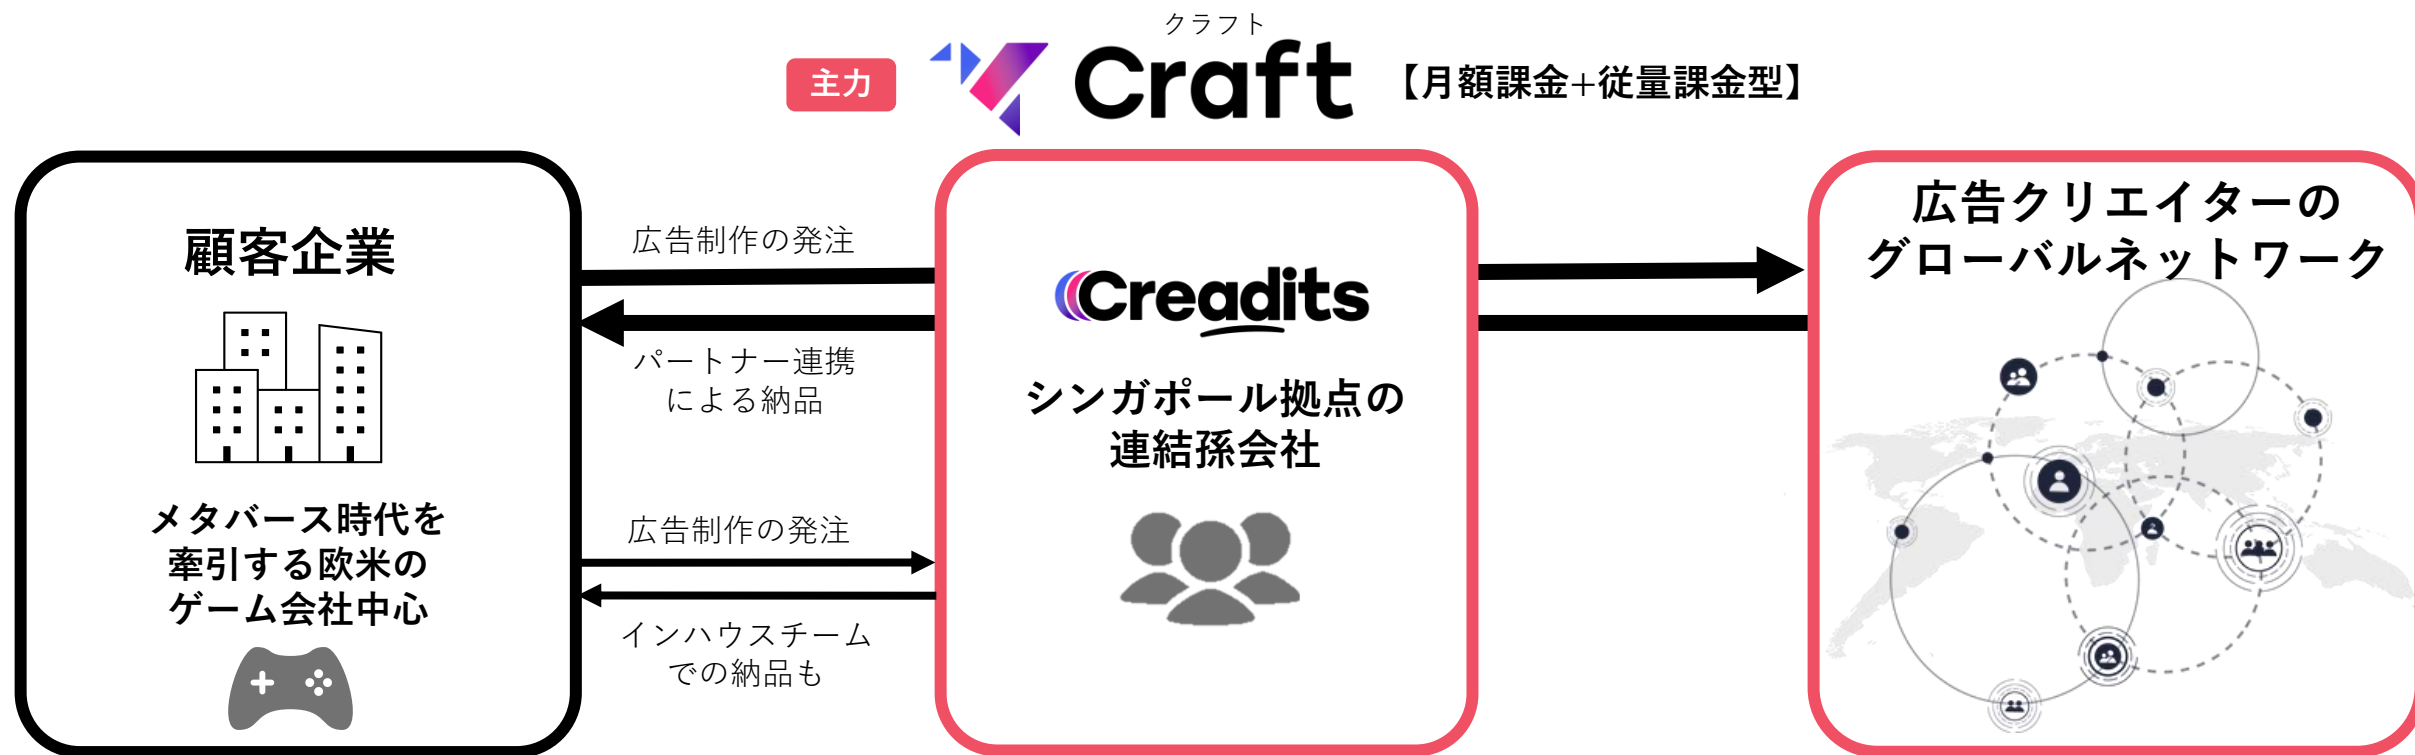 クラフト
主力
Craft
【月額課金+従量課金型】
顧客企業
メタバース時代を
牽引する欧米の
ゲーム会社中心
広告制作の発注
パートナー連携
による納品
広告制作の発注
インハウスチーム
での納品も
Creadits
シンガポール拠点の
連結孫会社
広告クリエイターの
グローバルネットワーク